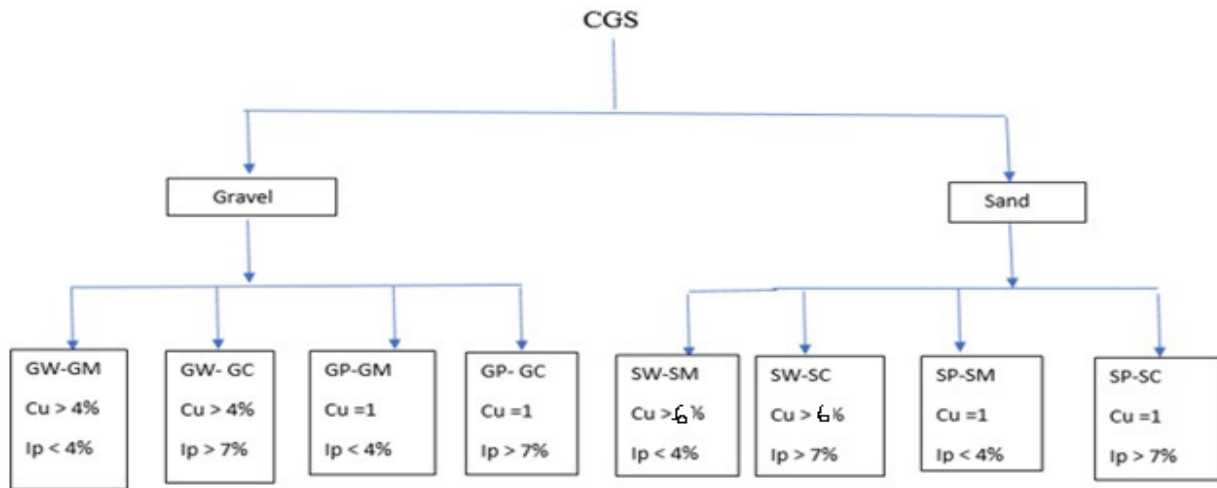 CGS
Gravel
Sand
GW-GM
Cu > 4%
Ip < 4%
GW- GC
Cu > 4%
Ip > 7%
GP-GM
Cu =1
Ip < 4%
GP- GC
Cu =1
Ip > 7%
SW-SM
Cu > 6 %
Ip < 4%
SW-SC
Cu > 6 %
Ip > 7%
SP-SM
Cu =1
Ip < 4%
SP-SC
Cu =1
Ip > 7%